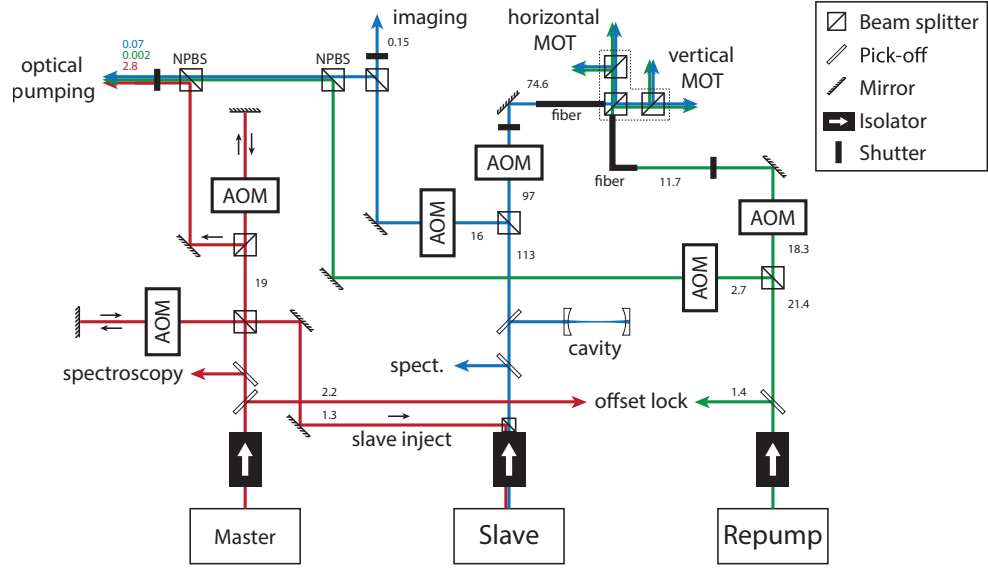 imaging
horizontal
MOT
vertical
MOT
Beam splitter
Pick-off
Mirror
Isolator
Shutter
optical
pumping
0.07
0.002
2.8
NPBS
NPBS
0.15
74.6
fiber
fiber
11.7
AOM
AOM
97
AOM
16
113
AOM
18.3
AOM
2.7
21.4
19
AOM
cavity
spectroscopy
spect.
2.2
offset lock
1.4
1.3
slave inject
Master
Slave
Repump